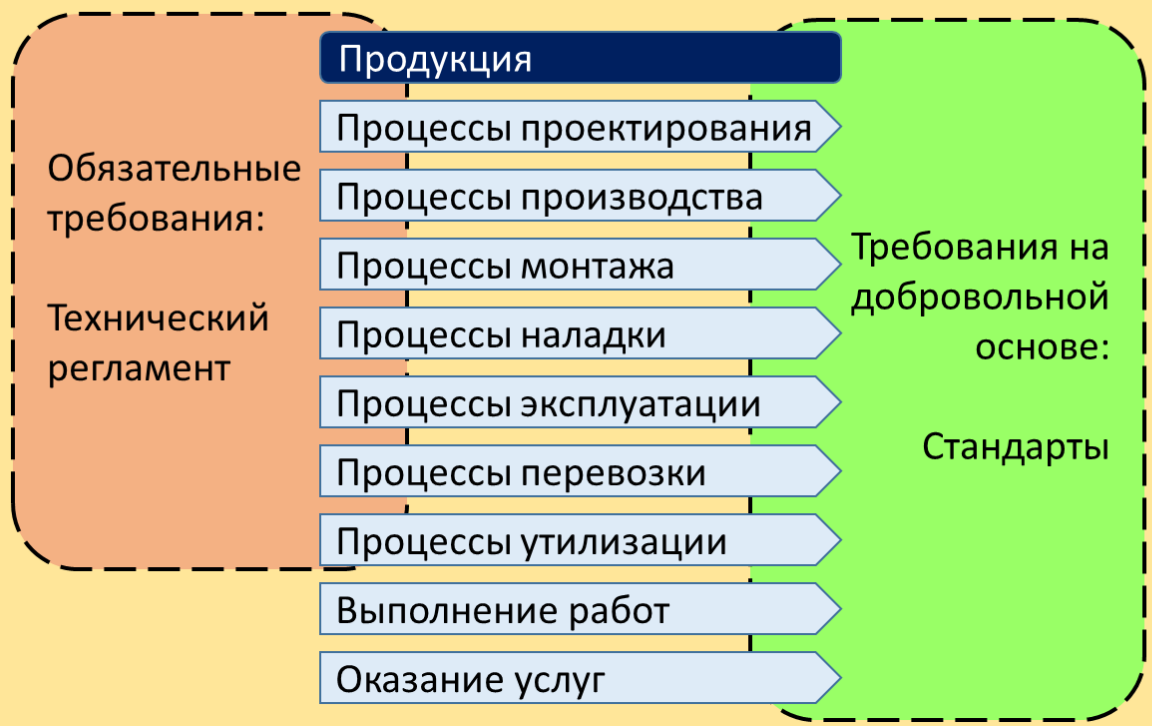 Обязательные
требования:
Технический
регламент
Продукция
Процессы проектирования
Процессы производства
Процессы монтажа
Процессы наладки
Процессы эксплуатации
Процессы перевозки
Процессы утилизации
Выполнение работ
Оказание услуг
Требования на
добровольной
основе:
Стандарты